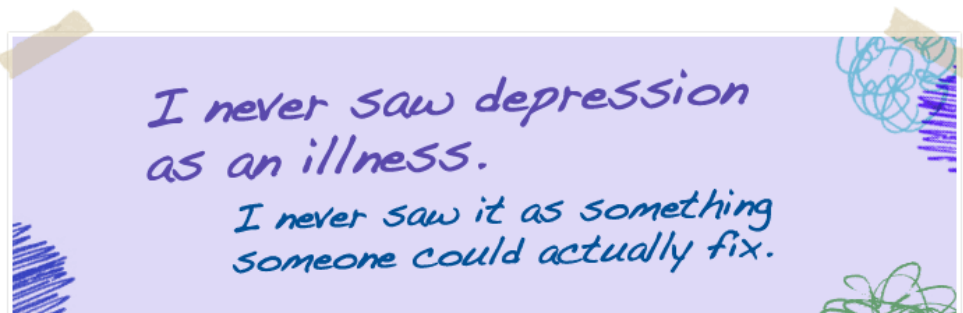 I never saw depression
as an illness.
I never saw it as something
someone could actually fix.